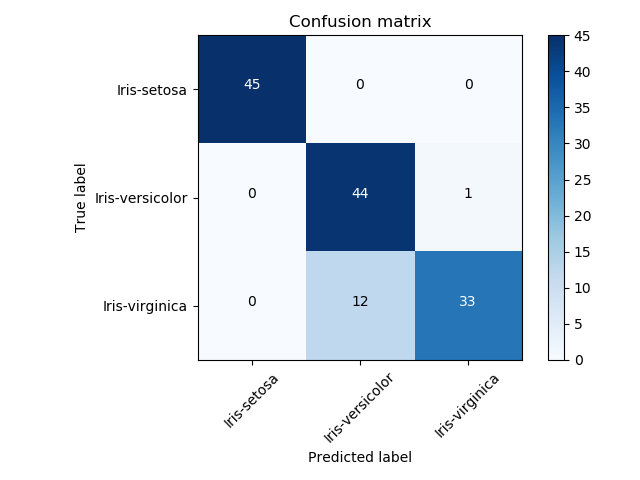 Confusion matrix
Iris-setosa
45 0 0
Iris-versicolor
0 44 1
Iris-virginica
0 12 33
True label
Iris-setosa
Iris-versicolor
Iris-virginica
Predicted label
45
40
35
30
25
20
15
10
5
0